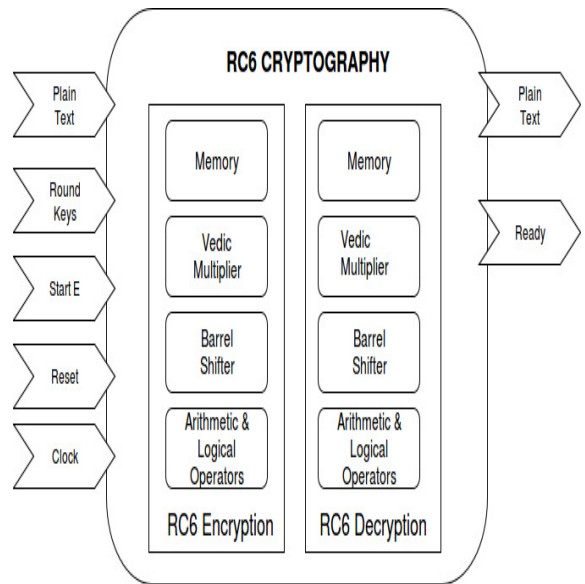 RC6 CRYPTOGRAPHY
Plain
Text
Round
Keys
Start E
Reset
Clock
Memory
Vedic
Multiplier
Barrel
Shifter
Arithmetic &
Logical
Operators
RC6 Encryption
Memory
Vedic
Multiplier
Barrel
Shifter
Arithmetic &
Logical
Operators
RC6 Decryption
Plain
Text
Ready